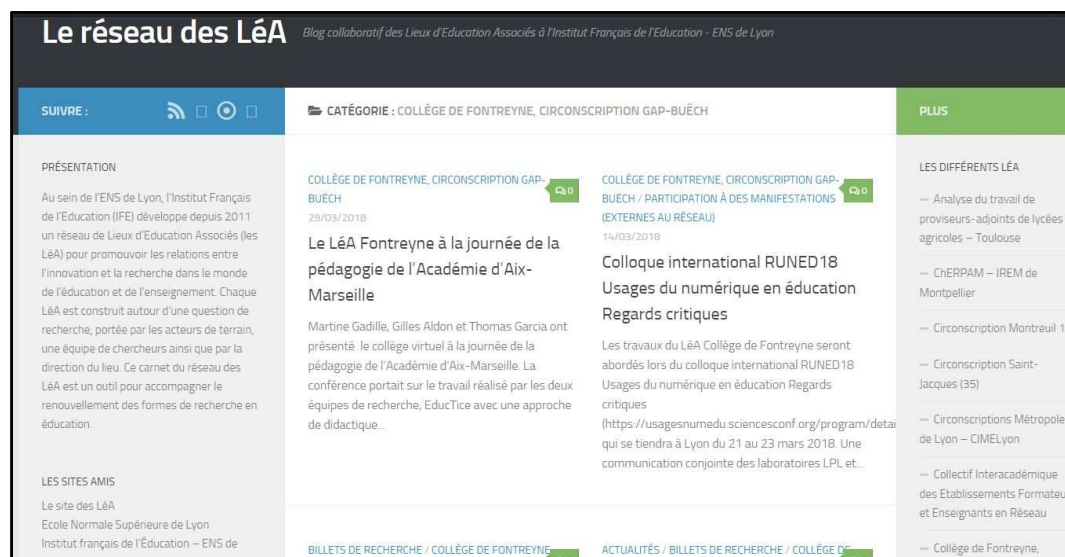 Le réseau des LéA Blog collaboratif des Lieux d'Education Associés à l'Institut Français de l'Education - ENS de Lyon
SUIVRE :
PRÉSENTATION
Au sein de l'ENS de Lyon, l'Institut Français
de l'Education (IFE) développe depuis 2011
un réseau de Lieux d'Education Associés (les
LéA) pour promouvoir les relations entre
l'innovation et la recherche dans le monde
de l'éducation et de l'enseignement. Chaque
LéA est construit autour d'une question de
recherche, portée par les acteurs de terrain,
une équipe de chercheurs ainsi que par la
direction du lieu. Ce carnet du réseau des
LéA est un outil pour accompagner le
renouvellement des formes de recherche en
éducation.
LES SITES AMIS
Le site des LéA
Ecole Normale Supérieure de Lyon
Institut français de l'Éducation – ENS de
CATÉGORIE : COLLÈGE DE FONTREYNE, CIRCONSCRIPTION GAP-BUËCH
COLLÈGE DE FONTREYNE, CIRCONSCRIPTION GAP-
BUËCH
0
29/03/2018
Le LéA Fontreyne à la journée de la
pédagogie de l'Académie d'Aix-
Marseille
Martine Gadille, Gilles Aldon et Thomas Garcia ont
présenté le collège virtuel à la journée de la
pédagogie de l'Académie d'Aix-Marseille. La
conférence portait sur le travail réalisé par les deux
équipes de recherche, EducTice avec une approche
de didactique...
COLLÈGE DE FONTREYNE, CIRCONSCRIPTION GAP-
BUËCH / PARTICIPATION À DES MANIFESTATIONS
(EXTERNES AU RÉSEAU)
0
14/03/2018
Colloque international RUNED18
Usages du numérique en éducation
Regards critiques
Les travaux du LéA Collège de Fontreyne seront
abordés lors du colloque international RUNED18
Usages du numérique en éducation Regards
critiques
(https://usagesnumedu.sciencesconf.org/program/detai
qui se tiendra à Lyon du 21 au 23 mars 2018. Une
communication conjointe des laboratoires LPL et...
BILLETS DE RECHERCHE / COLLÈGE DE FONTREYNE
ACTUALITÉS / BILLETS DE RECHERCHE / COLLÈGE DE
PLUS
LES DIFFÉRENTS LÉA
— Analyse du travail de
proviseurs-adjoints de lycées
agricoles – Toulouse
— ChERPAM – IREM de
Montpellier
— Circonscription Montreuil 1
— Circonscription Saint-
Jacques (35)
— Circonscriptions Métropole
de Lyon – CIMELyon
— Collectif Interacadémique
des Etablissements Formateu
et Enseignants en Réseau
— Collège de Fontreyne,